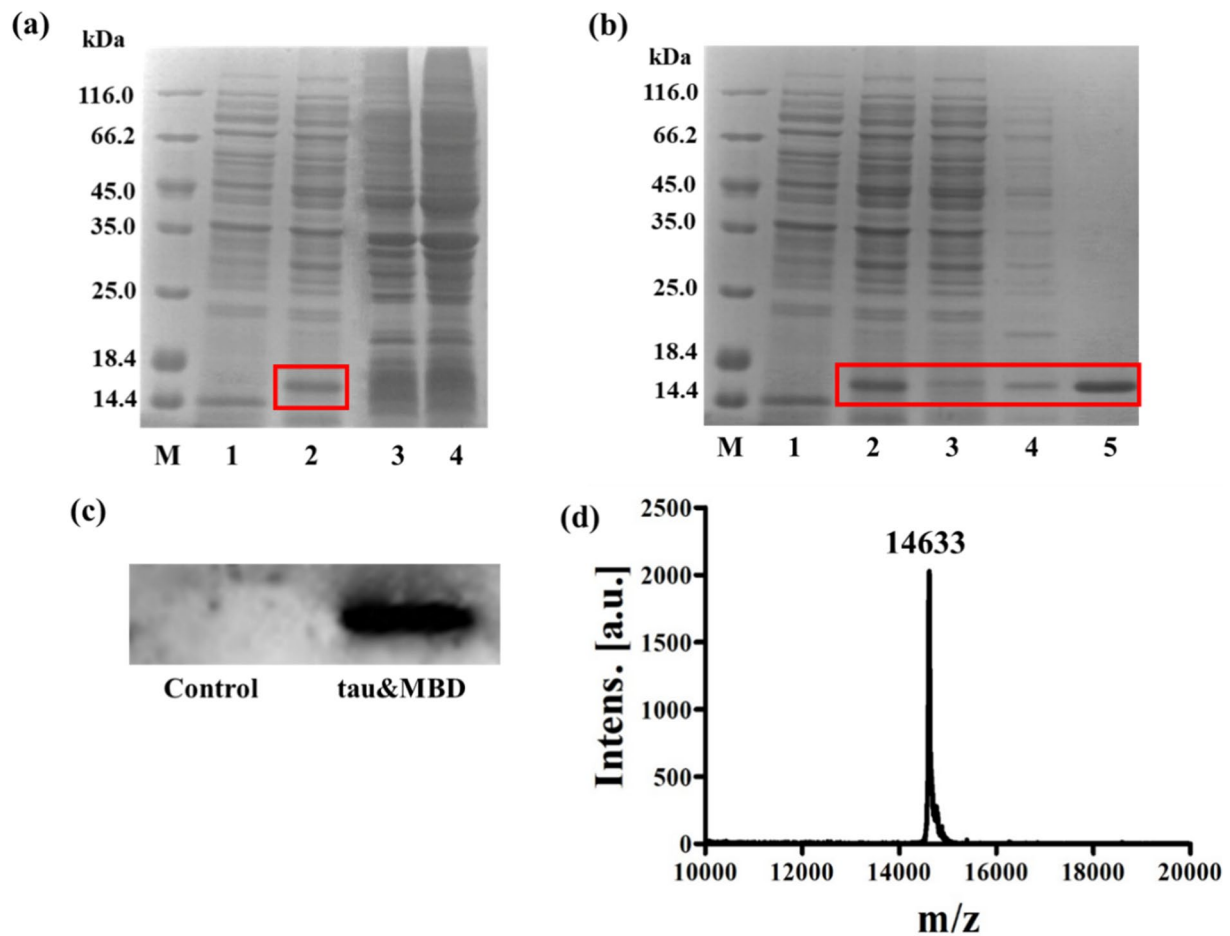 (a)
kDa
116.0
66.2
45.0
35.0
25.0
18.4
14.4
M 1 2 3 4
(b)
kDa
116.0
66.2
45.0
35.0
25.0
18.4
14.4
M 1 2 3 4 5
(c)
Control tau&MBD
(d)
14633
Intens. [a.u.]
2500
2000
1500
1000
500
0
10000 12000 14000 16000 18000 20000
m/z